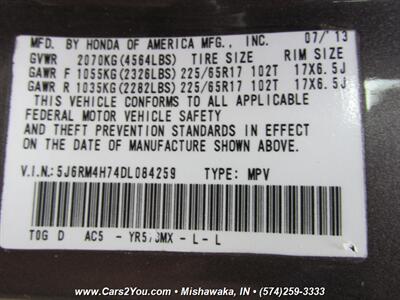 MFD. BY HONDA OF AMERICA MFG., INC. 07/13
GVWR 2070KG(4564LBS) TIRE SIZE RIM SIZE
GAWR F 1055KG(2326LBS) 225/65R17 102T 17X6.5J
GAWR R 1035KG(2282LBS) 225/65R17 102T 17X6.5J
THIS VEHICLE CONFORMS TO ALL APPLICABLE
FEDERAL MOTOR VEHICLE SAFETY
AND THEFT PREVENTION STANDARDS IN EFFECT
ON THE DATE OF MANUFACTURE SHOWN ABOVE.
V.I.N.: 5J6RM4H74DL084259 TYPE: MPV
T0G D AC5 - - L - L
www.Cars2You.com • Mishawaka, IN • (574)259-3333